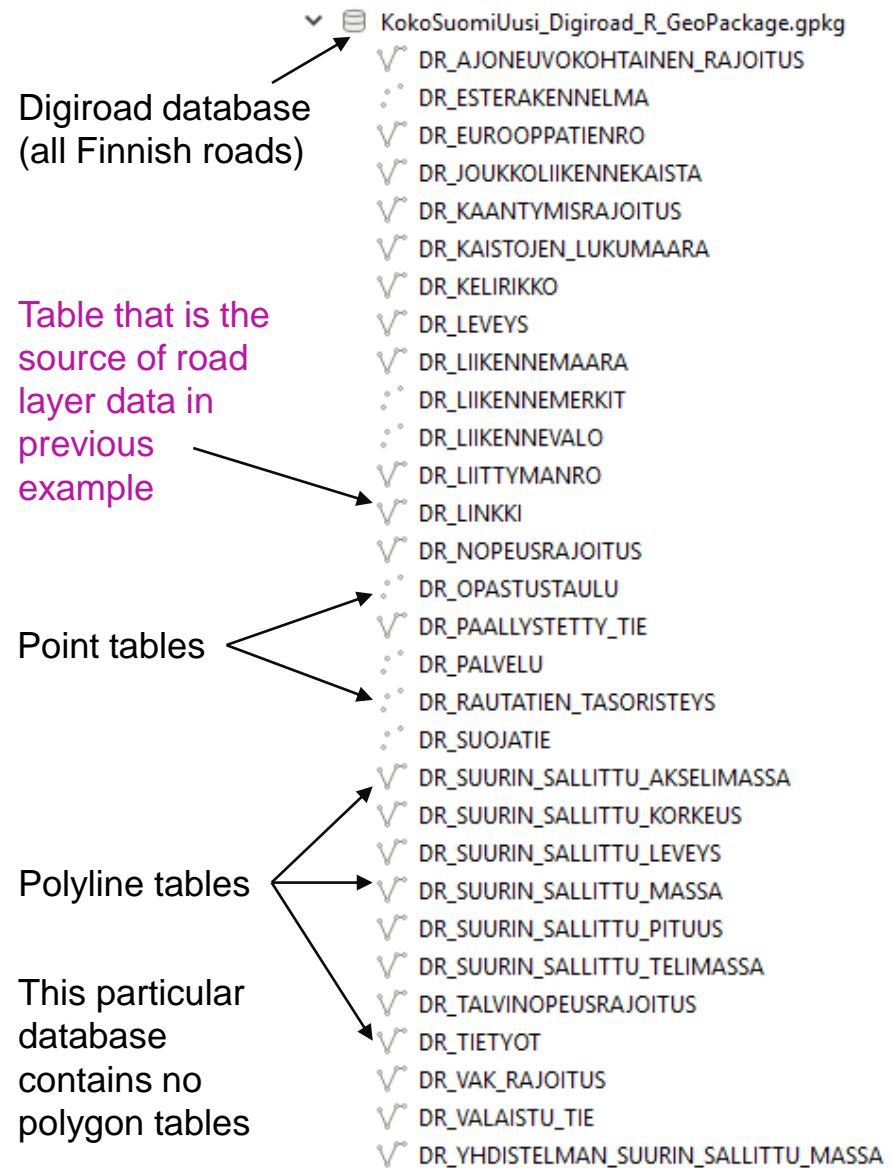 KokoSuomiUusi_Digiroad_R_GeoPackage.gpkg
DR_AJONEUVOKOHTAINEN_RAJOITUS
DR_ESTERAKENNELMA
DR_EUROOPPATIENRO
DR_JOUKKOLIIKENNEKAISTA
DR_KAANTYMISRAJOITUS
DR_KAISTOJEN_LUKUMAARA
DR_KELIRIKKO
DR_LEVEYS
DR_LIIKENNEMAARA
DR_LIIKENNEMERKIT
DR_LIIKENNEVALO
DR_LIITTYMANRO
DR_LINKKI
DR_NOPEUSRAJOITUS
DR_OPASTUSTAULU
DR_PAALLYSTETTY_TIE
DR_PALVELU
DR_RAUTATIEN_TASORISTEYS
DR_SUOJATIE
DR_SUURIN_SALLITTU_AKSELIMASSA
DR_SUURIN_SALLITTU_KORKEUS
DR_SUURIN_SALLITTU_LEVEYS
DR_SUURIN_SALLITTU_MASSA
DR_SUURIN_SALLITTU_PITUUS
DR_SUURIN_SALLITTU_TELIMASSA
DR_TALVINOPEUSRAJOITUS
DR_TIETYOT
DR_VAK_RAJOITUS
DR_VALAISTU_TIE
DR_YHDISTELMAN_SUURIN_SALLITTU_MASSA
Digiroad database
(all Finnish roads)
Table that is the
source of road
layer data in
previous
example
Point tables
Polyline tables
This particular
database
contains no
polygon tables